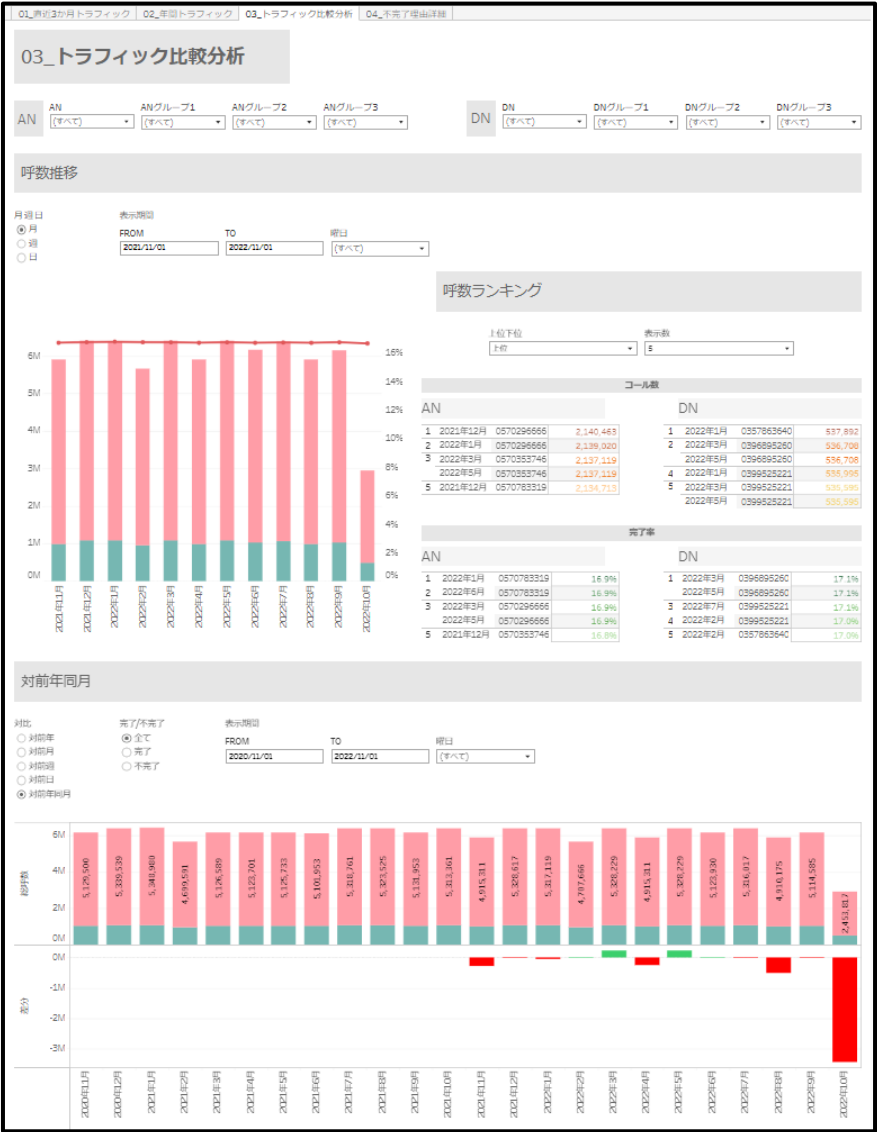 01_直近3か月トラフィック 02_年間トラフィック 03_トラフィック比較分析 04_不完了理由詳細
03_トラフィック比較分析
AN
AN ANグループ1 ANグループ2 ANグループ3
(すべて) (すべて) (すべて) (すべて)
DN
DN DNグループ1 DNグループ2 DNグループ3
(すべて) (すべて) (すべて) (すべて)
呼数推移
月週日
月
週
日
表示期間
FROM TO 曜日
2021/11/01 2022/11/01 (すべて)
6M
5M
4M
3M
2M
1M
0M
16%
14%
12%
10%
8%
6%
4%
2%
0%
2021年11月
2021年12月
2022年1月
2022年2月
2022年3月
2022年4月
2022年5月
2022年6月
2022年7月
2022年8月
2022年9月
2022年10月
呼数ランキング
上位下位 表示数
上位 5
コール数
AN
1 2021年12月 0570296666 2,140,463
2 2022年1月 0570296666 2,139,020
3 2022年3月 0570353746 2,137,119
2022年5月 0570353746 2,137,119
5 2021年12月 0570783319 2,134,713
DN
1 2022年1月 0357863640 537,892
2 2022年3月 0396895260 536,708
2022年5月 0396895260 536,708
4 2022年1月 0399525221 535,995
5 2022年3月 0399525221 535,595
2022年5月 0399525221 535,595
完了率
AN
1 2022年1月 0570783319 16.9%
2 2022年6月 0570783319 16.9%
3 2022年3月 0570296666 16.9%
2022年5月 0570296666 16.9%
5 2021年12月 0570353746 16.8%
DN
1 2022年3月 0396895260 17.1%
2022年5月 0396895260 17.1%
3 2022年7月 0399525221 17.1%
4 2022年2月 0399525221 17.0%
5 2022年2月 0357863640 17.0%
対前年同月
対比
対前年
対前月
対前週
対前日
対前年同月
完了/不完了
全て
完了
不完了
表示期間
FROM TO 曜日
2020/11/01 2022/11/01 (すべて)
総呼数
6M
4M
2M
0M
5,129,500
5,339,539
5,348,980
4,699,591
5,126,589
5,123,701
5,125,733
5,101,953
5,318,761
5,323,525
5,131,953
5,313,361
4,915,311
5,328,617
5,317,119
4,707,666
5,328,229
4,915,311
5,328,229
5,123,930
5,316,017
4,910,175
5,114,585
2,453,817
差分
0M
-1M
-2M
-3M
2020年11月
2020年12月
2021年1月
2021年2月
2021年3月
2021年4月
2021年5月
2021年6月
2021年7月
2021年8月
2021年9月
2021年10月
2021年11月
2021年12月
2022年1月
2022年2月
2022年3月
2022年4月
2022年5月
2022年6月
2022年7月
2022年8月
2022年9月
2022年10月